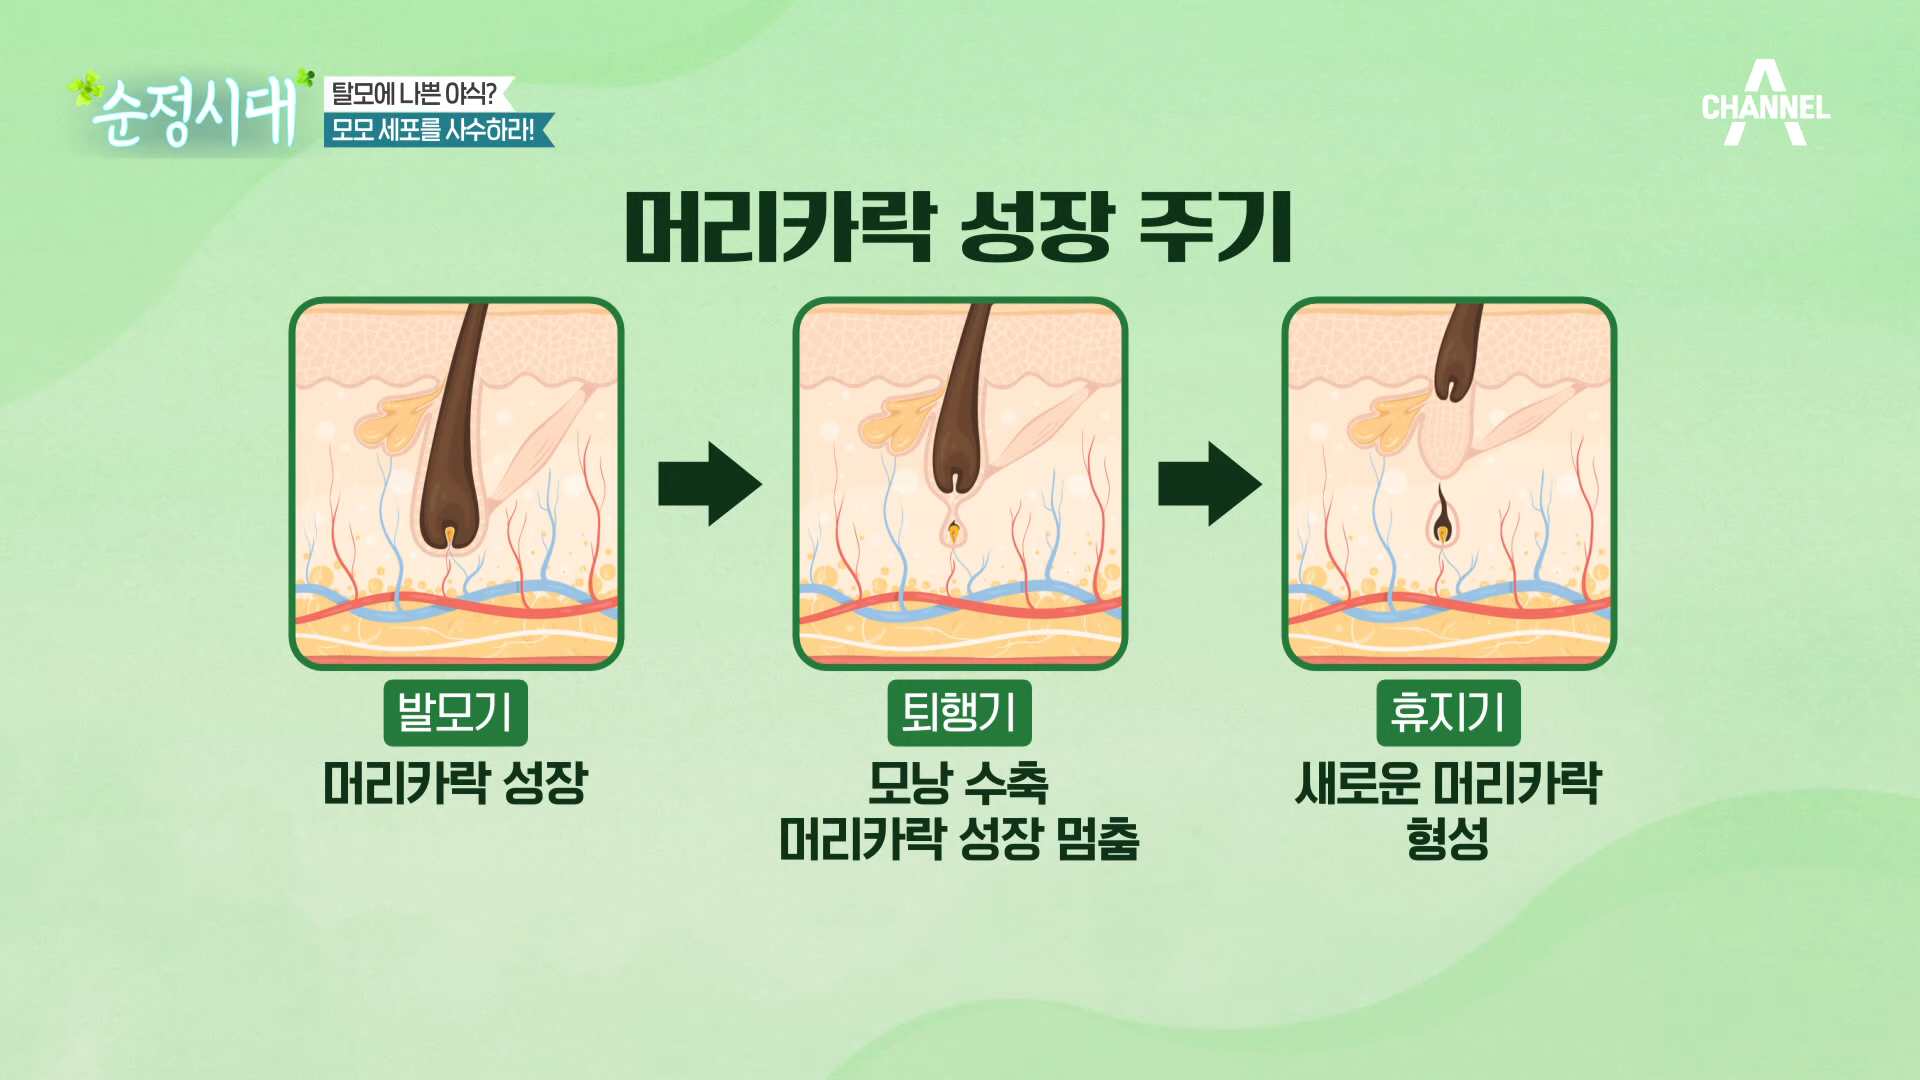 순정시대
탈모에 나쁜 야식?
모모 세포를 사수하라!
CHANNEL A
머리카락 성장 주기
발모기
머리카락 성장
퇴행기
모낭 수축
머리카락 성장 멈춤
휴지기
새로운 머리카락
형성